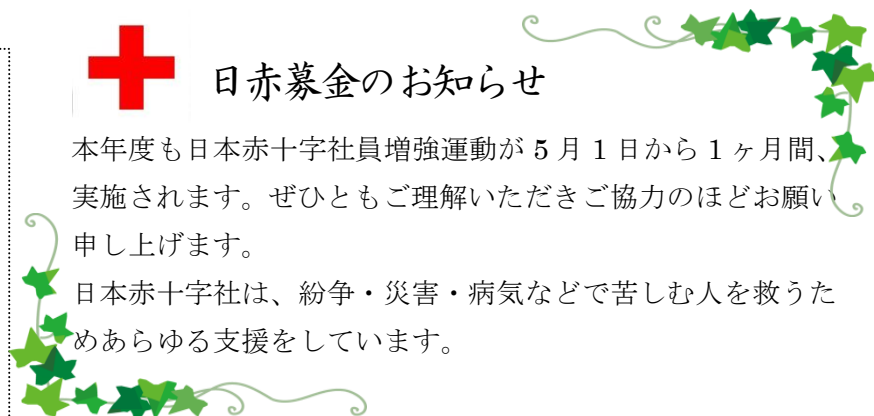 日赤募金のお知らせ
本年度も日本赤十字社員増強運動が5月1日から1ヶ月間、
実施されます。ぜひともご理解いただきご協力のほどお願い
申し上げます。
日本赤十字社は、紛争・災害・病気などで苦しむ人を救うた
めあらゆる支援をしています。